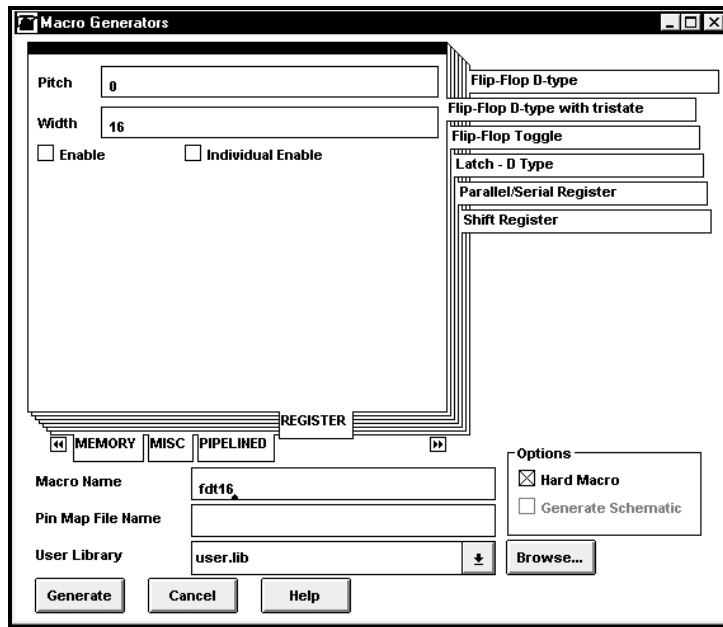 Macro Generators
Pitch
0
Width
16
Enable
Individual Enable
Flip-Flop D-type
Flip-Flop D-type with tristate
Flip-Flop Toggle
Latch - D Type
Parallel/Serial Register
Shift Register
REGISTER
MEMORY
MISC
PIPELINED
Macro Name
fdt16
Pin Map File Name
User Library
user.lib
Options
Hard Macro
Generate Schematic
Browse...
Generate
Cancel
Help